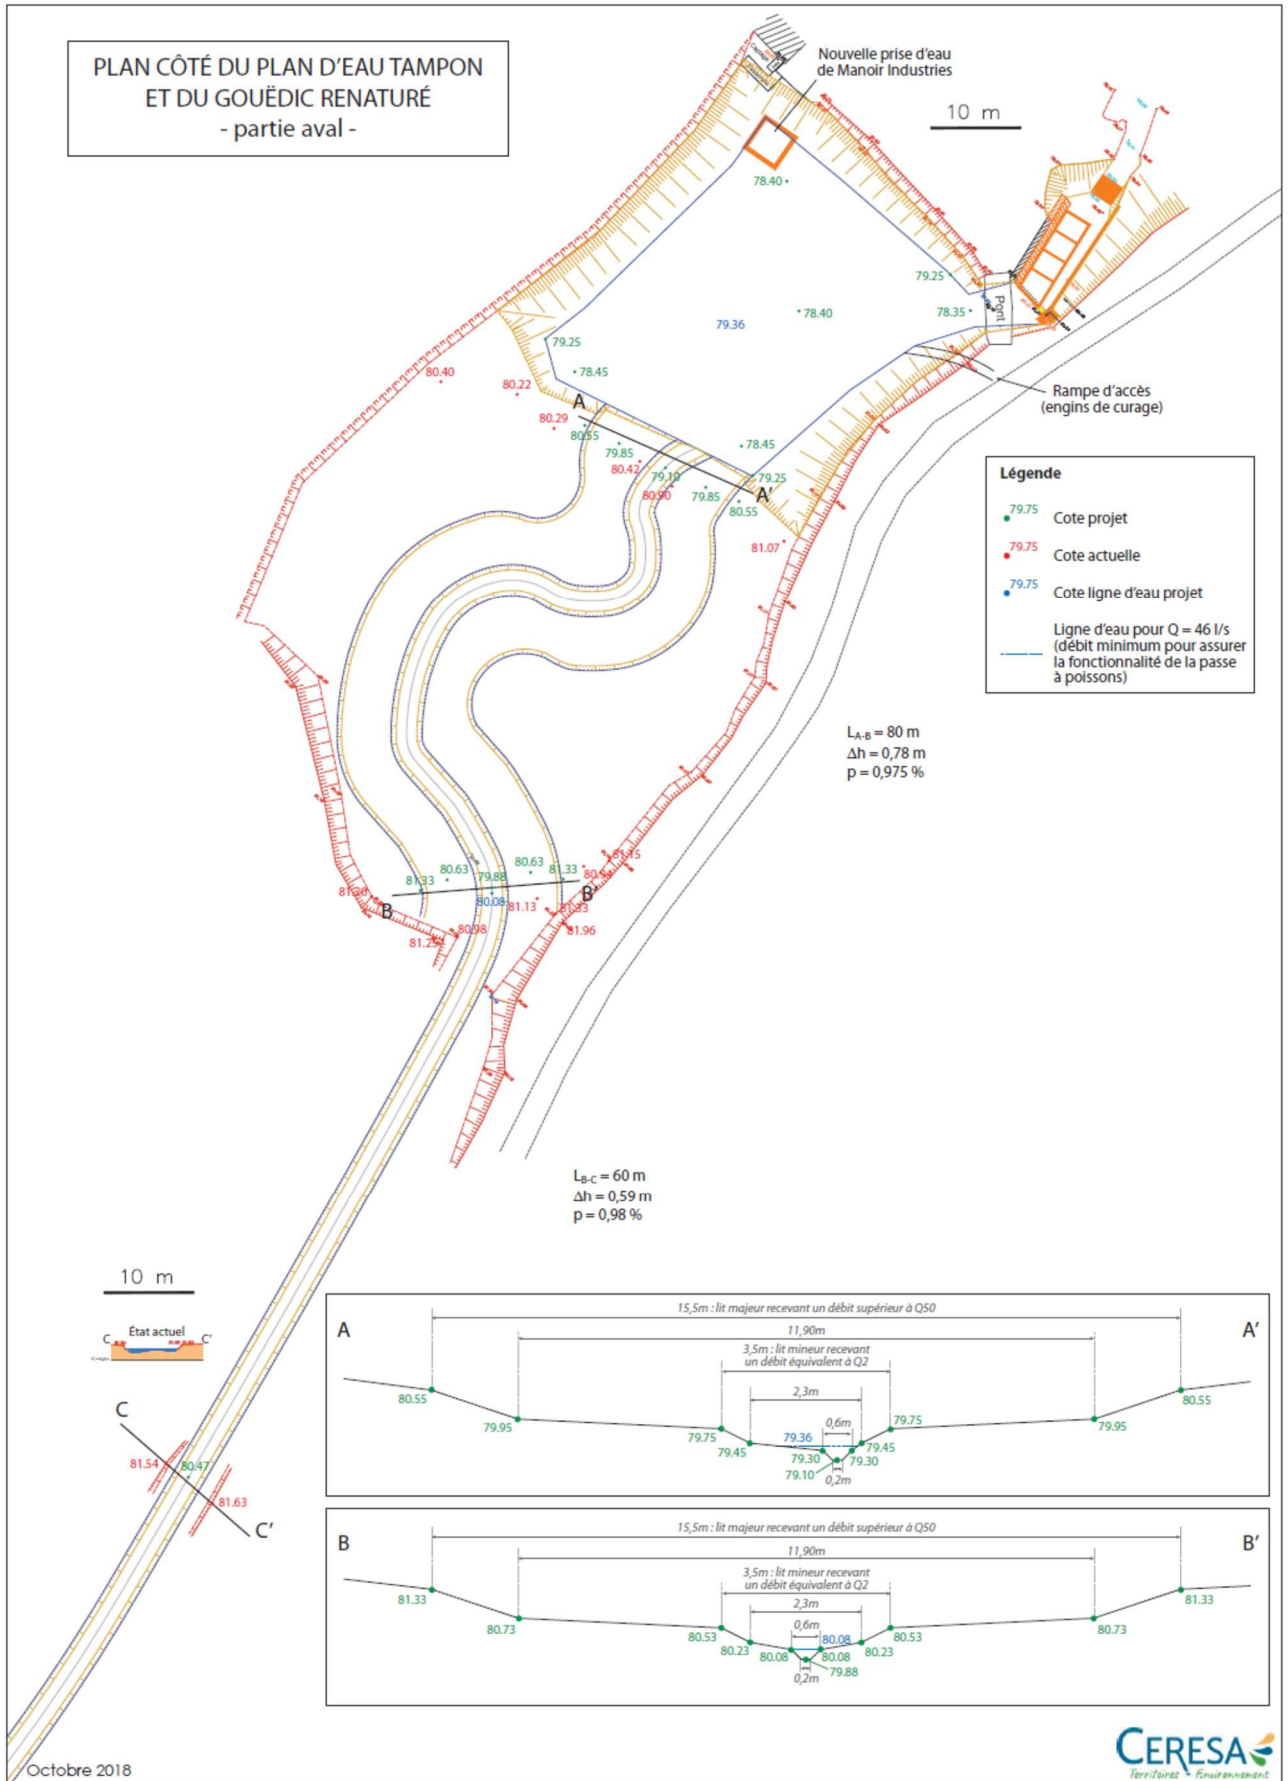 PLAN CÔTÉ DU PLAN D'EAU TAMPON
ET DU GOUËDIC RENATURÉ
- partie aval -
Nouvelle prise d'eau
de Manoir Industries
10 m
78.40
79.25
78.40
78.35
Pont
79.36
79.25
78.45
80.40
80.22
A
80.29
80.55
79.85
80.42
78.45
79.10
79.25
80.90
79.85
A'
80.55
81.07
Rampe d'accès
(engins de curage)
Légende
79.75 Cote projet
79.75 Cote actuelle
79.75 Cote ligne d'eau projet
Ligne d'eau pour Q = 46 l/s
(débit minimum pour assurer
la fonctionnalité de la passe
à poissons)
LA-B = 80 m
Δh = 0,78 m
p = 0,975 %
81.15
80.63
80.63
81.33
79.88
81.33
80.94
81.20
B
80.08
81.13
81.33
B'
80.98
81.96
LB-C = 60 m
Δh = 0,59 m
p = 0,98 %
10 m
État actuel
C C'
C
81.54
80.47
81.63
C'
A
15,5m : lit majeur recevant un débit supérieur à Q50
A'
11,90m
3,5m : lit mineur recevant
un débit équivalent à Q2
2,3m
0,6m
80.55
79.95
79.75
79.45
79.36
79.30
79.10
79.30
79.45
79.75
79.95
80.55
0,2m
B
15,5m : lit majeur recevant un débit supérieur à Q50
B'
11,90m
3,5m : lit mineur recevant
un débit équivalent à Q2
2,3m
0,6m
81.33
80.73
80.53
80.23
80.08
80.08
80.08
79.88
80.23
80.53
80.73
81.33
0,2m
Octobre 2018
CERESA
Territoires • Environnement